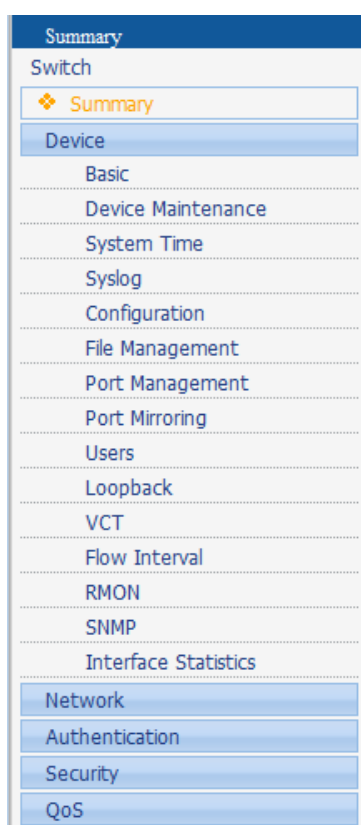 Summary
Switch
Summary
Device
Basic
Device Maintenance
System Time
Syslog
Configuration
File Management
Port Management
Port Mirroring
Users
Loopback
VCT
Flow Interval
RMON
SNMP
Interface Statistics
Network
Authentication
Security
QoS